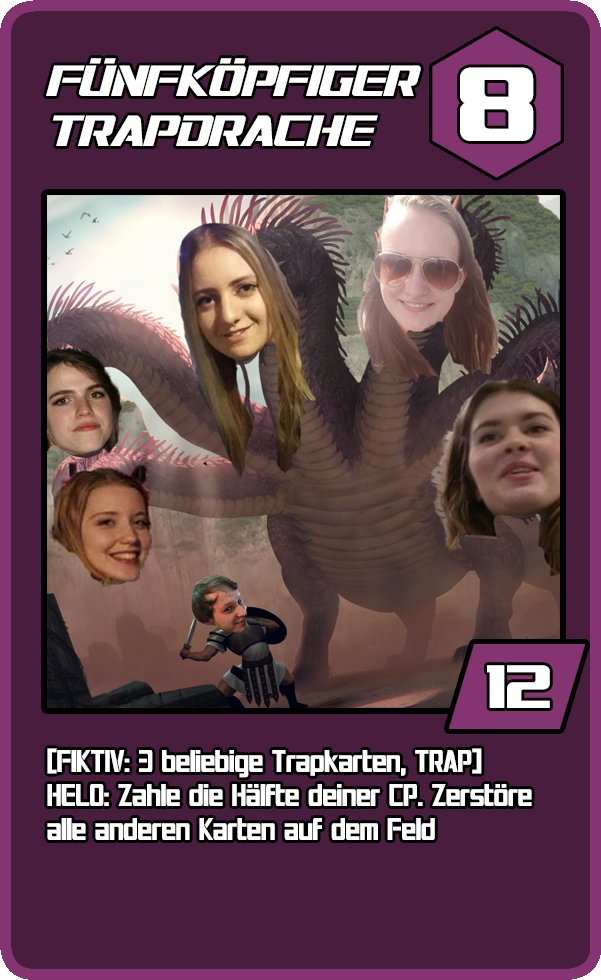 FÜNFKÖPFIGER
TRAPDRACHE
8
12
[FIKTIV: 3 beliebige Trapkarten, TRAP]
HELD: Zahle die Hälfte deiner CP. Zerstöre
alle anderen Karten auf dem Feld